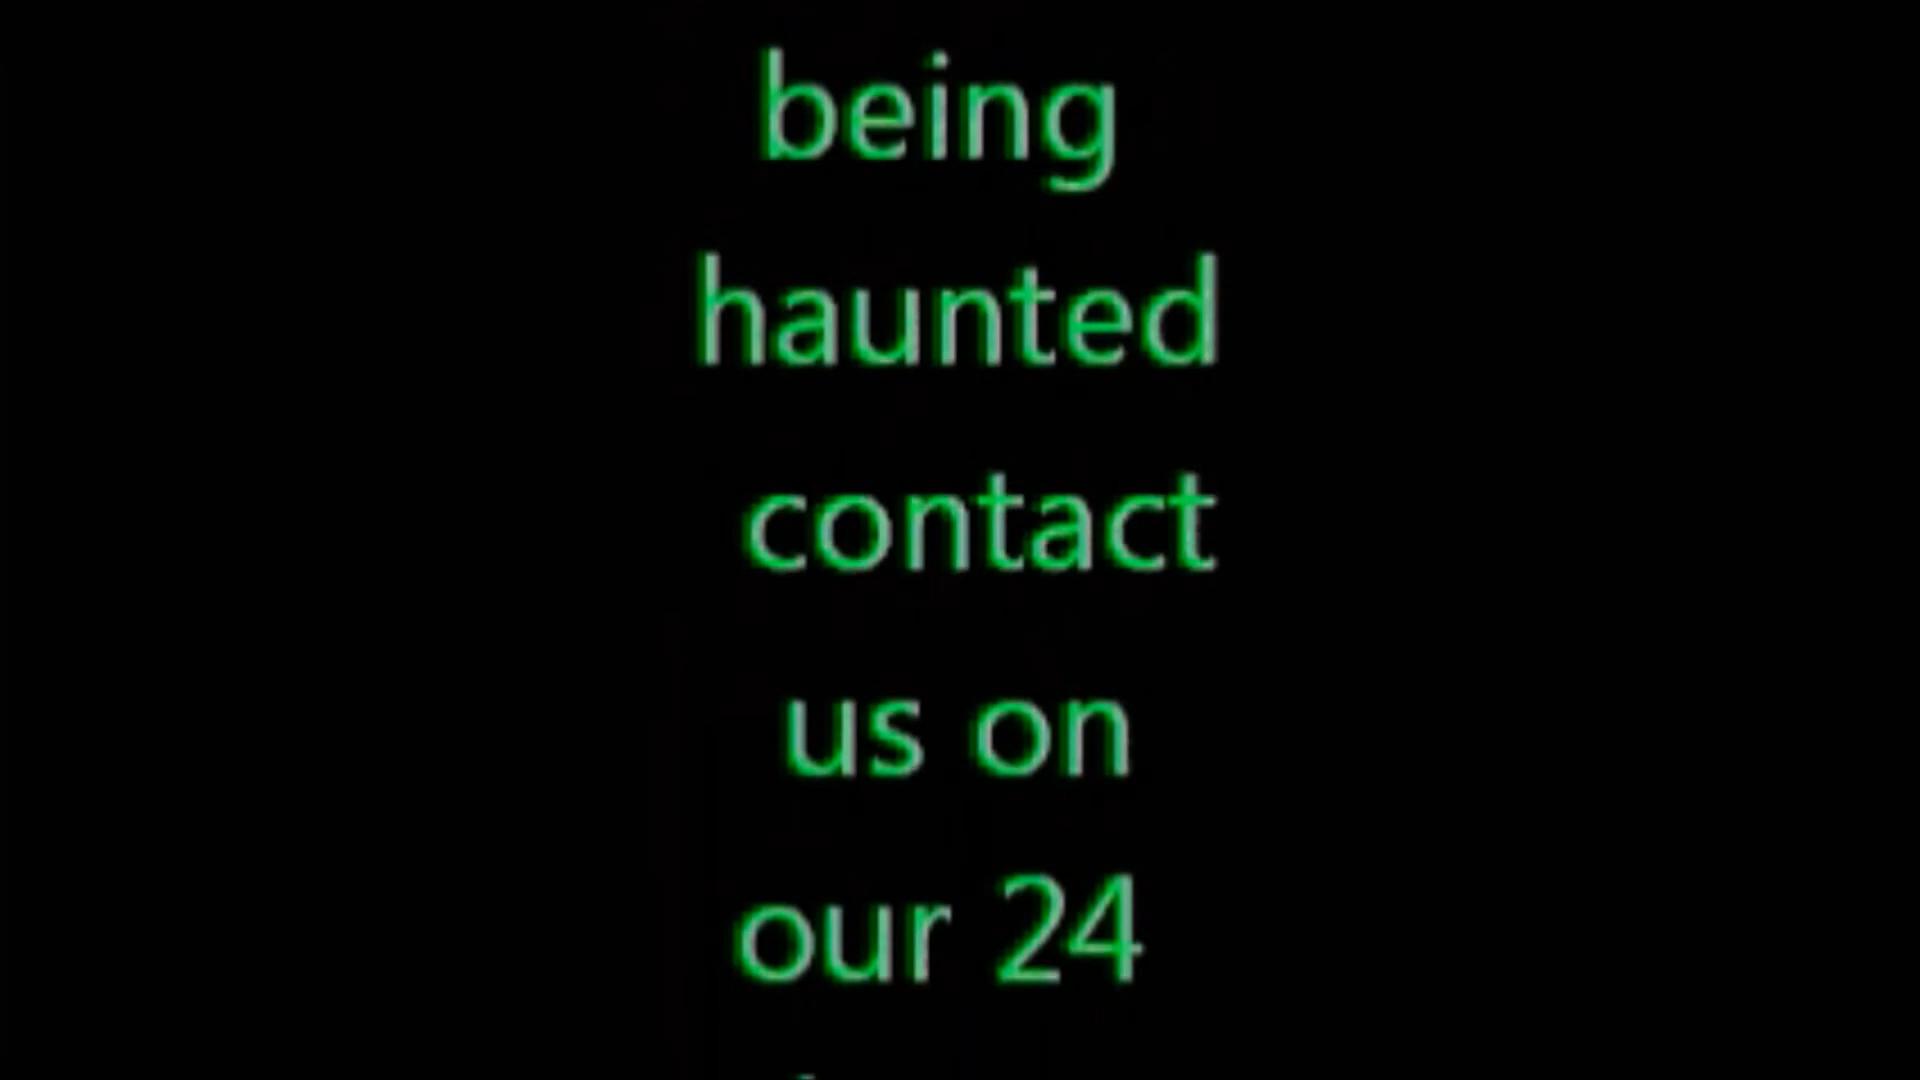 being
haunted
contact
us on
our 24